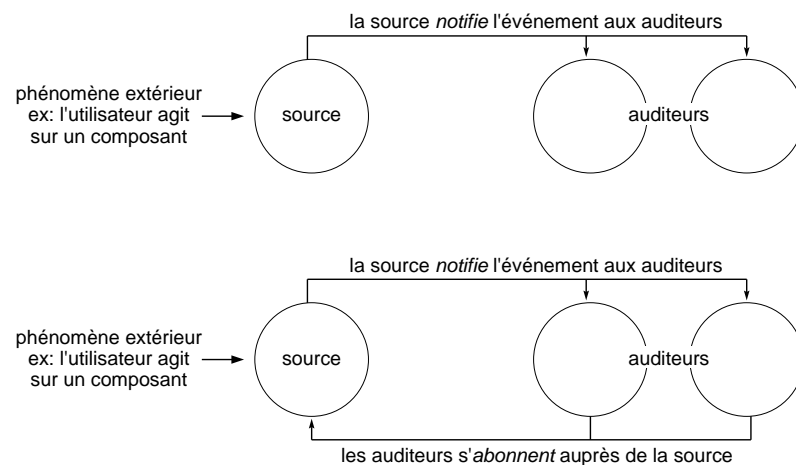 la source notifie l'événement aux auditeurs
phénomène extérieur
ex: l'utilisateur agit
sur un composant
source
auditeurs
la source notifie l'événement aux auditeurs
phénomène extérieur
ex: l'utilisateur agit
sur un composant
source
auditeurs
les auditeurs s'abonnent auprès de la source